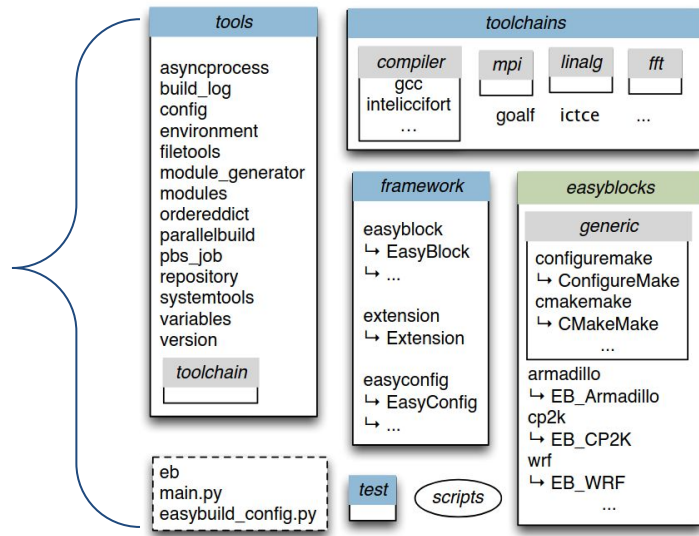 tools
asyncprocess
build_log
config
environment
filetools
module_generator
modules
ordereddict
parallelbuild
pbs_job
repository
systemtools
variables
version
toolchain
toolchains
compiler
gcc
inteliccifort
...
mpi
linalg
fft
goalf
ictce
...
framework
easyblock
↳ EasyBlock
↳ ...
extension
↳ Extension
easyconfig
↳ EasyConfig
↳ ...
easyblocks
generic
configuremake
↳ ConfigureMake
cmakemake
↳ CMakeMake
...
armadillo
↳ EB_Armadillo
cp2k
↳ EB_CP2K
wrf
↳ EB_WRF
...
eb
main.py
easybuild_config.py
test
scripts